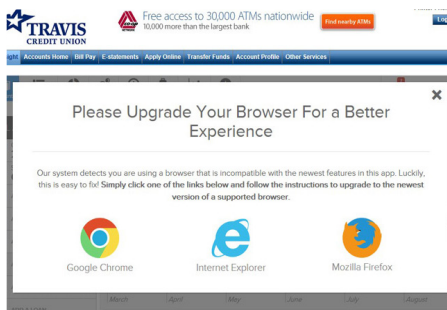 TRAVIS
CREDIT UNION
CO-OP
NETWORK
Free access to 30,000 ATMs nationwide
10,000 more than the largest bank
Find nearby ATMs
Log
ight Accounts Home Bill Pay E-statements Apply Online Transfer Funds Account Profile Other Services
Please Upgrade Your Browser For a Better
Experience
Our system detects you are using a browser that is incompatible with the newest features in this app. Luckily,
this is easy to fix! Simply click one of the links below and follow the instructions to upgrade to the newest
version of a supported browser.
Google Chrome
Internet Explorer
Mozilla Firefox
March April May June July August